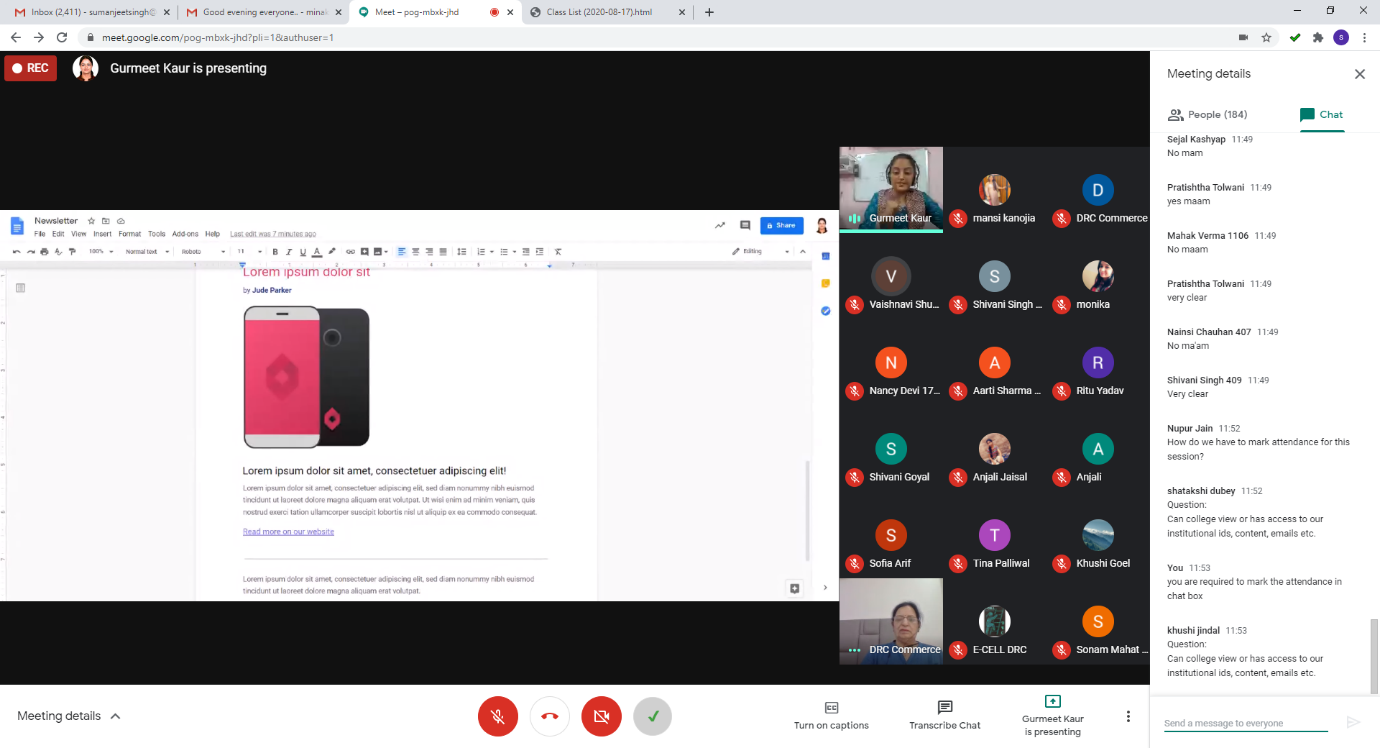 Inbox (2,411) - sumanjeetsingh@
Good evening everyone.. - minak
Meet – pog-mbxk-jhd
Class List (2020-08-17).html
meet.google.com/pog-mbxk-jhd?pli=1&authuser=1
S
REC
Gurmeet Kaur is presenting
Newsletter
File Edit View Insert Format Tools Add-ons Help
Last edit was 7 minutes ago
Share
100%
Normal text
Roboto
11
B I U A
Editing
Lorem ipsum dolor sit
by Jude Parker
Lorem ipsum dolor sit amet, consectetuer adipiscing elit!
Lorem ipsum dolor sit amet, consectetuer adipiscing elit, sed diam nonummy nibh euismod
tincidunt ut laoreet dolore magna aliquam erat volutpat. Ut wisi enim ad minim veniam, quis
nostrud exerci tation ullamcorper suscipit lobortis nisl ut aliquip ex ea commodo consequat.
Read more on our website
Lorem ipsum dolor sit amet, consectetuer adipiscing elit, sed diam nonummy nibh euismod
tincidunt ut laoreet dolore magna aliquam erat volutpat.
Gurmeet Kaur
mansi kanojia
D
DRC Commerce
V
Vaishnavi Shu...
S
Shivani Singh ...
monika
N
Nancy Devi 17...
A
Aarti Sharma ...
R
Ritu Yadav
S
Shivani Goyal
Anjali Jaisal
A
Anjali
S
Sofia Arif
T
Tina Palliwal
Khushi Goel
DRC Commerce
E-CELL DRC
S
Sonam Mahat ...
Meeting details
People (184)
Chat
Sejal Kashyap 11:49
No mam
Pratishtha Tolwani 11:49
yes maam
Mahak Verma 1106 11:49
No maam
Pratishtha Tolwani 11:49
very clear
Nainsi Chauhan 407 11:49
No ma'am
Shivani Singh 409 11:49
Very clear
Nupur Jain 11:52
How do we have to mark attendance for this
session?
shatakshi dubey 11:52
Question:
Can college view or has access to our
institutional ids, content, emails etc.
You 11:53
you are required to mark the attendance in
chat box
khushi jindal 11:53
Question:
Can college view or has access to our
institutional ids, content, emails etc.
Send a message to everyone
Meeting details
Turn on captions
Transcribe Chat
Gurmeet Kaur
is presenting